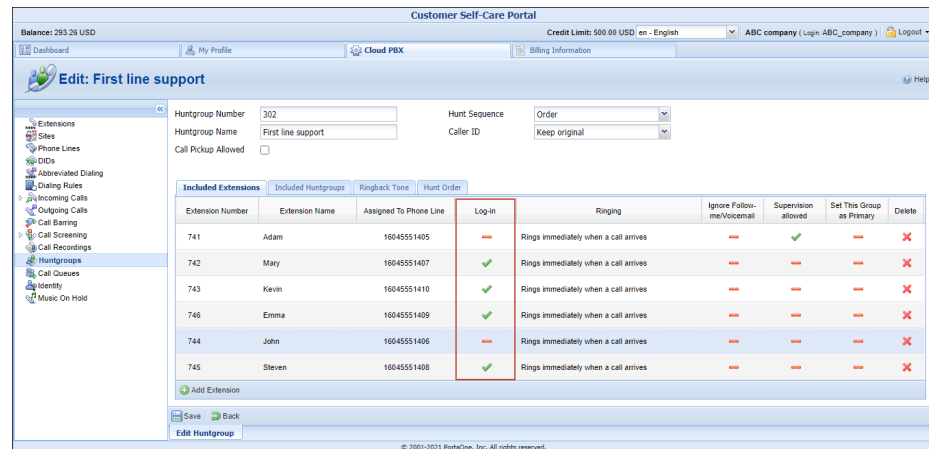 Customer Self-Care Portal
Balance: 293.26 USD Credit Limit: 500.00 USD en - English ABC company ( Login: ABC_company ) Logout
Dashboard My Profile Cloud PBX Billing Information
Edit: First line support Help
Extensions
Sites
Phone Lines
DIDs
Abbreviated Dialing
Dialing Rules
Incoming Calls
Outgoing Calls
Call Barring
Call Screening
Call Recordings
Huntgroups
Call Queues
Identity
Music On Hold
Huntgroup Number 302 Hunt Sequence Order
Huntgroup Name First line support Caller ID Keep original
Call Pickup Allowed
Included Extensions Included Huntgroups Ringback Tone Hunt Order
Extension Number Extension Name Assigned To Phone Line Log-in Ringing Ignore Follow-me/Voicemail Supervision allowed Set This Group as Primary Delete
741 Adam 16045551405 Rings immediately when a call arrives
742 Mary 16045551407 Rings immediately when a call arrives
743 Kevin 16045551410 Rings immediately when a call arrives
746 Emma 16045551409 Rings immediately when a call arrives
744 John 16045551406 Rings immediately when a call arrives
745 Steven 16045551408 Rings immediately when a call arrives
Add Extension
Save Back
Edit Huntgroup
© 2001-2021 PortaOne, Inc. All rights reserved.